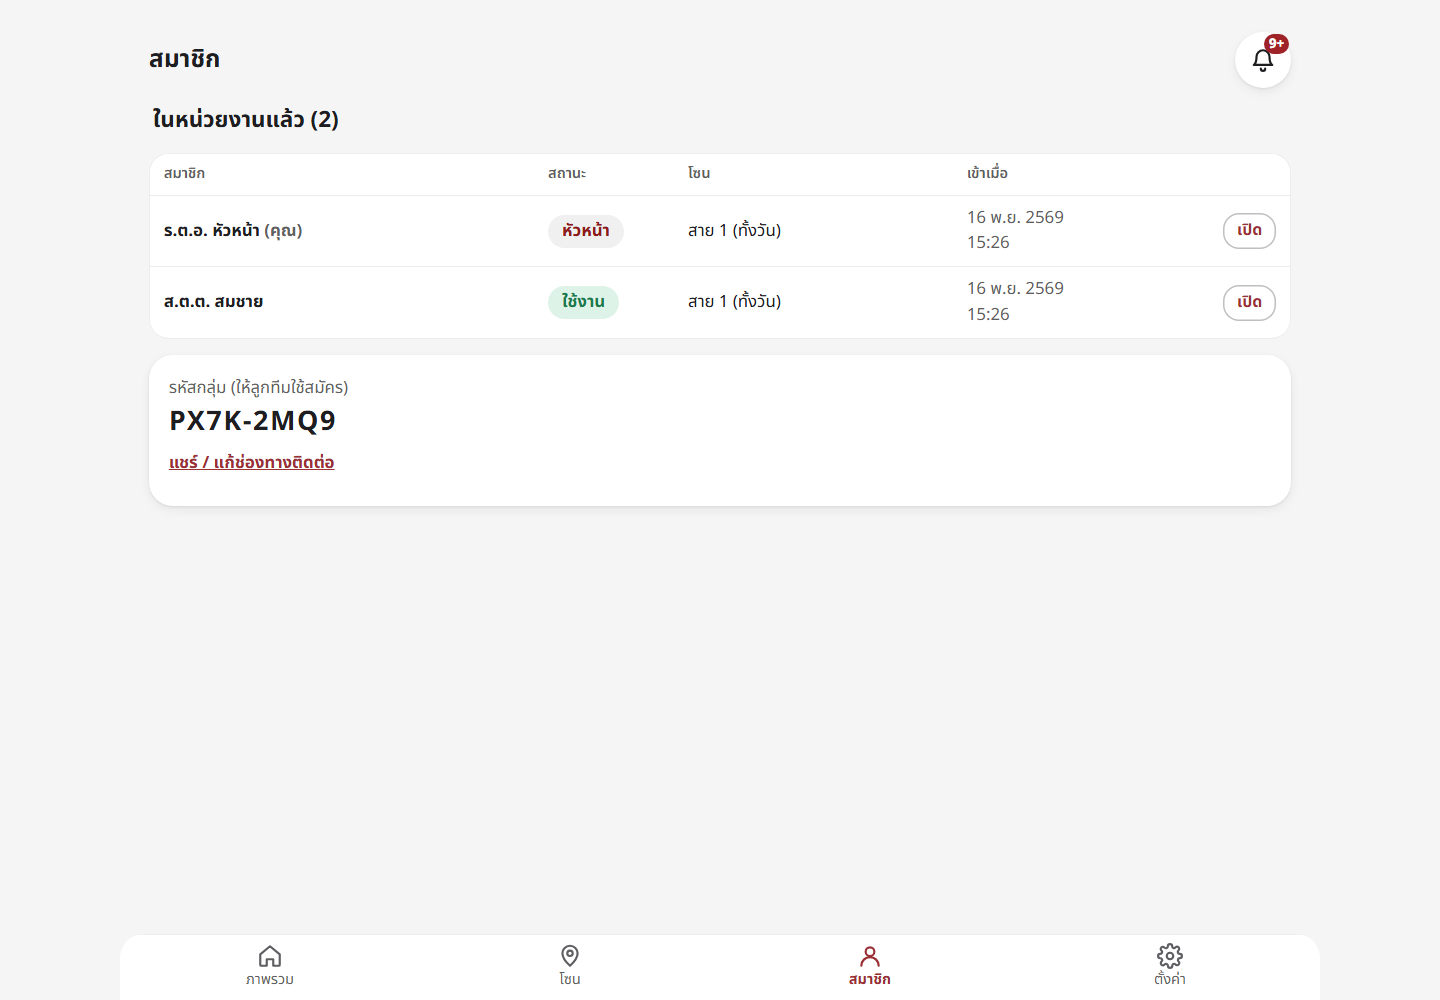 สมาชิก
9+
ในหน่วยงานแล้ว (2)
สมาชิก สถานะ โซน เข้าเมื่อ
ร.ต.อ. หัวหน้า (คุณ) หัวหน้า สาย 1 (ทั้งวัน) 16 พ.ย. 2569 15:26 เปิด
ส.ต.ต. สมชาย ใช้งาน สาย 1 (ทั้งวัน) 16 พ.ย. 2569 15:26 เปิด
รหัสกลุ่ม (ให้ลูกทีมใช้สมัคร)
PX7K-2MQ9
แชร์ / แก้ช่องทางติดต่อ
ภาพรวม โซน สมาชิก ตั้งค่า